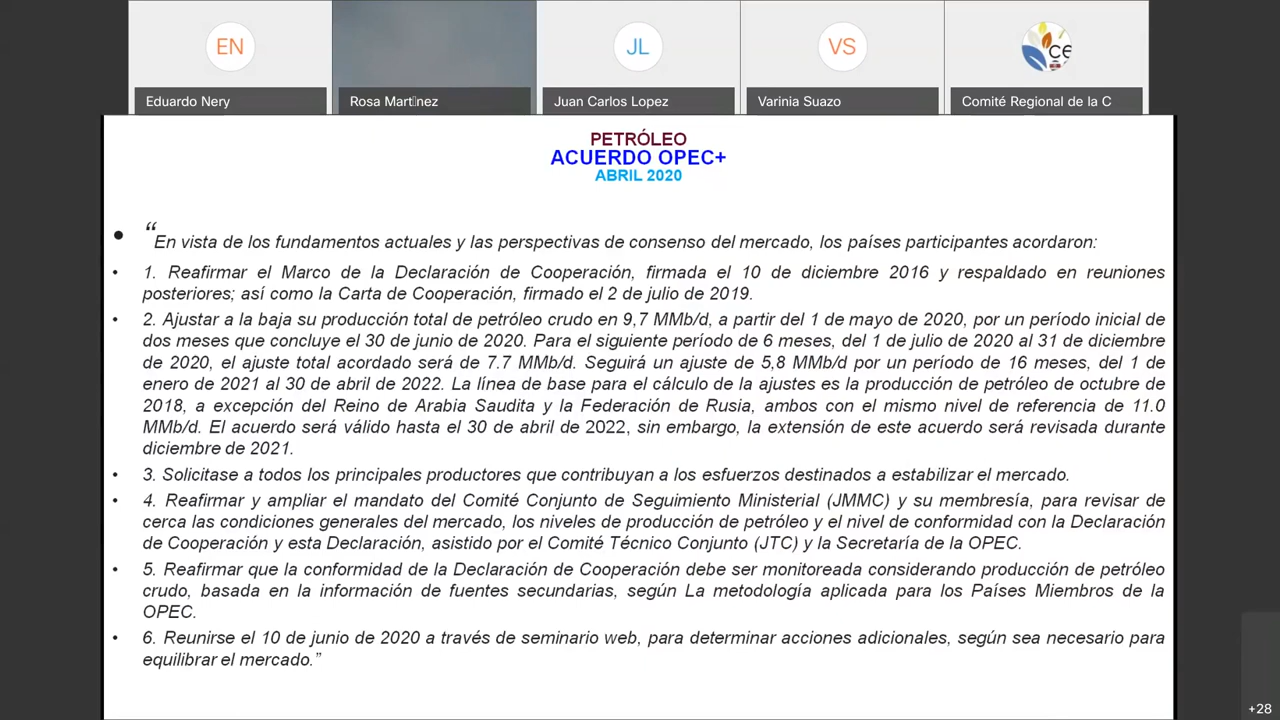 EN
JL
VS
CE
Eduardo Nery
Rosa Mart▯nez
Juan Carlos Lopez
Varinia Suazo
Comité Regional de la C
PETRÓLEO
ACUERDO OPEC+
ABRIL 2020
• “En vista de los fundamentos actuales y las perspectivas de consenso del mercado, los países participantes acordaron:
• 1. Reafirmar el Marco de la Declaración de Cooperación, firmada el 10 de diciembre 2016 y respaldado en reuniones
posteriores; así como la Carta de Cooperación, firmado el 2 de julio de 2019.
• 2. Ajustar a la baja su producción total de petróleo crudo en 9,7 MMb/d, a partir del 1 de mayo de 2020, por un período inicial de
dos meses que concluye el 30 de junio de 2020. Para el siguiente período de 6 meses, del 1 de julio de 2020 al 31 de diciembre
de 2020, el ajuste total acordado será de 7.7 MMb/d. Seguirá un ajuste de 5,8 MMb/d por un período de 16 meses, del 1 de
enero de 2021 al 30 de abril de 2022. La línea de base para el cálculo de la ajustes es la producción de petróleo de octubre de
2018, a excepción del Reino de Arabia Saudita y la Federación de Rusia, ambos con el mismo nivel de referencia de 11.0
MMb/d. El acuerdo será válido hasta el 30 de abril de 2022, sin embargo, la extensión de este acuerdo será revisada durante
diciembre de 2021.
• 3. Solicitase a todos los principales productores que contribuyan a los esfuerzos destinados a estabilizar el mercado.
• 4. Reafirmar y ampliar el mandato del Comité Conjunto de Seguimiento Ministerial (JMMC) y su membresía, para revisar de
cerca las condiciones generales del mercado, los niveles de producción de petróleo y el nivel de conformidad con la Declaración
de Cooperación y esta Declaración, asistido por el Comité Técnico Conjunto (JTC) y la Secretaría de la OPEC.
• 5. Reafirmar que la conformidad de la Declaración de Cooperación debe ser monitoreada considerando producción de petróleo
crudo, basada en la información de fuentes secundarias, según La metodología aplicada para los Países Miembros de la
OPEC.
• 6. Reunirse el 10 de junio de 2020 a través de seminario web, para determinar acciones adicionales, según sea necesario para
equilibrar el mercado.”
+28